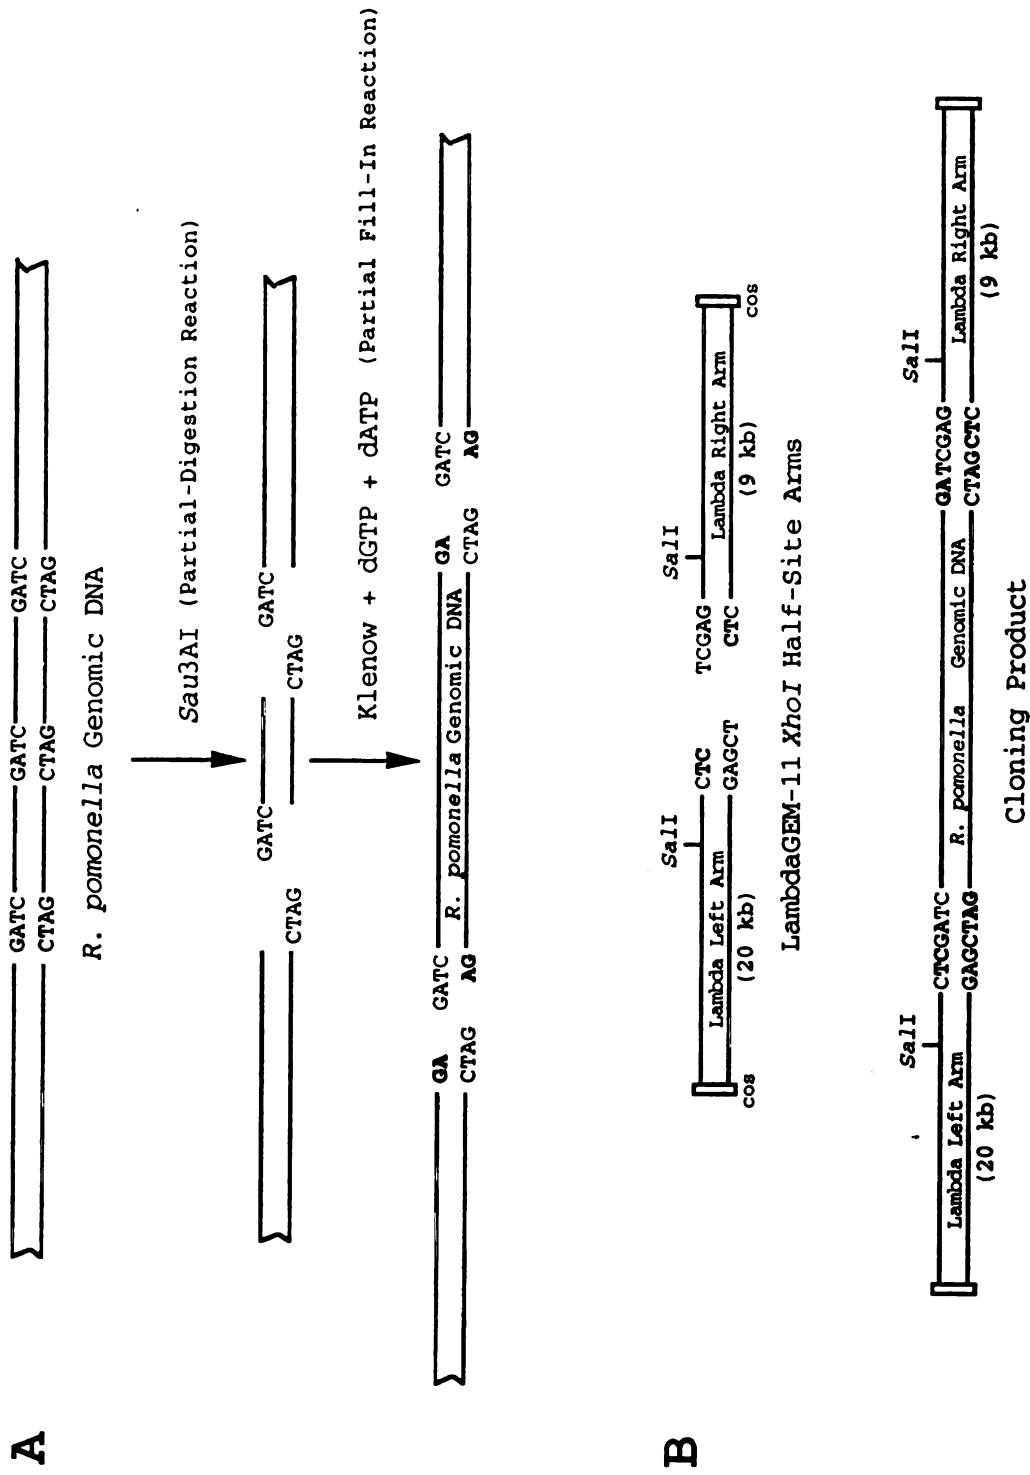 A
GATC GATC GATC
CTAG CTAG CTAG
R. pomonella Genomic DNA
Sau3AI (Partial-Digestion Reaction)
GATC GATC
CTAG CTAG
Klenow + dGTP + dATP (Partial Fill-In Reaction)
GA GATC GA GATC
R. pomonella Genomic DNA
CTAG AG CTAG AG
B
SalI SalI
CTC TCGAG
Lambda Left Arm Lambda Right Arm
GAGCT CTC
(20 kb) (9 kb)
cos cos
LambdaGEM-11 XhoI Half-Site Arms
SalI SalI
CTCGATC GATCGAG
Lambda Left Arm R. pomonella Genomic DNA Lambda Right Arm
GAGCTAG CTAGCTC
(20 kb) (9 kb)
Cloning Product